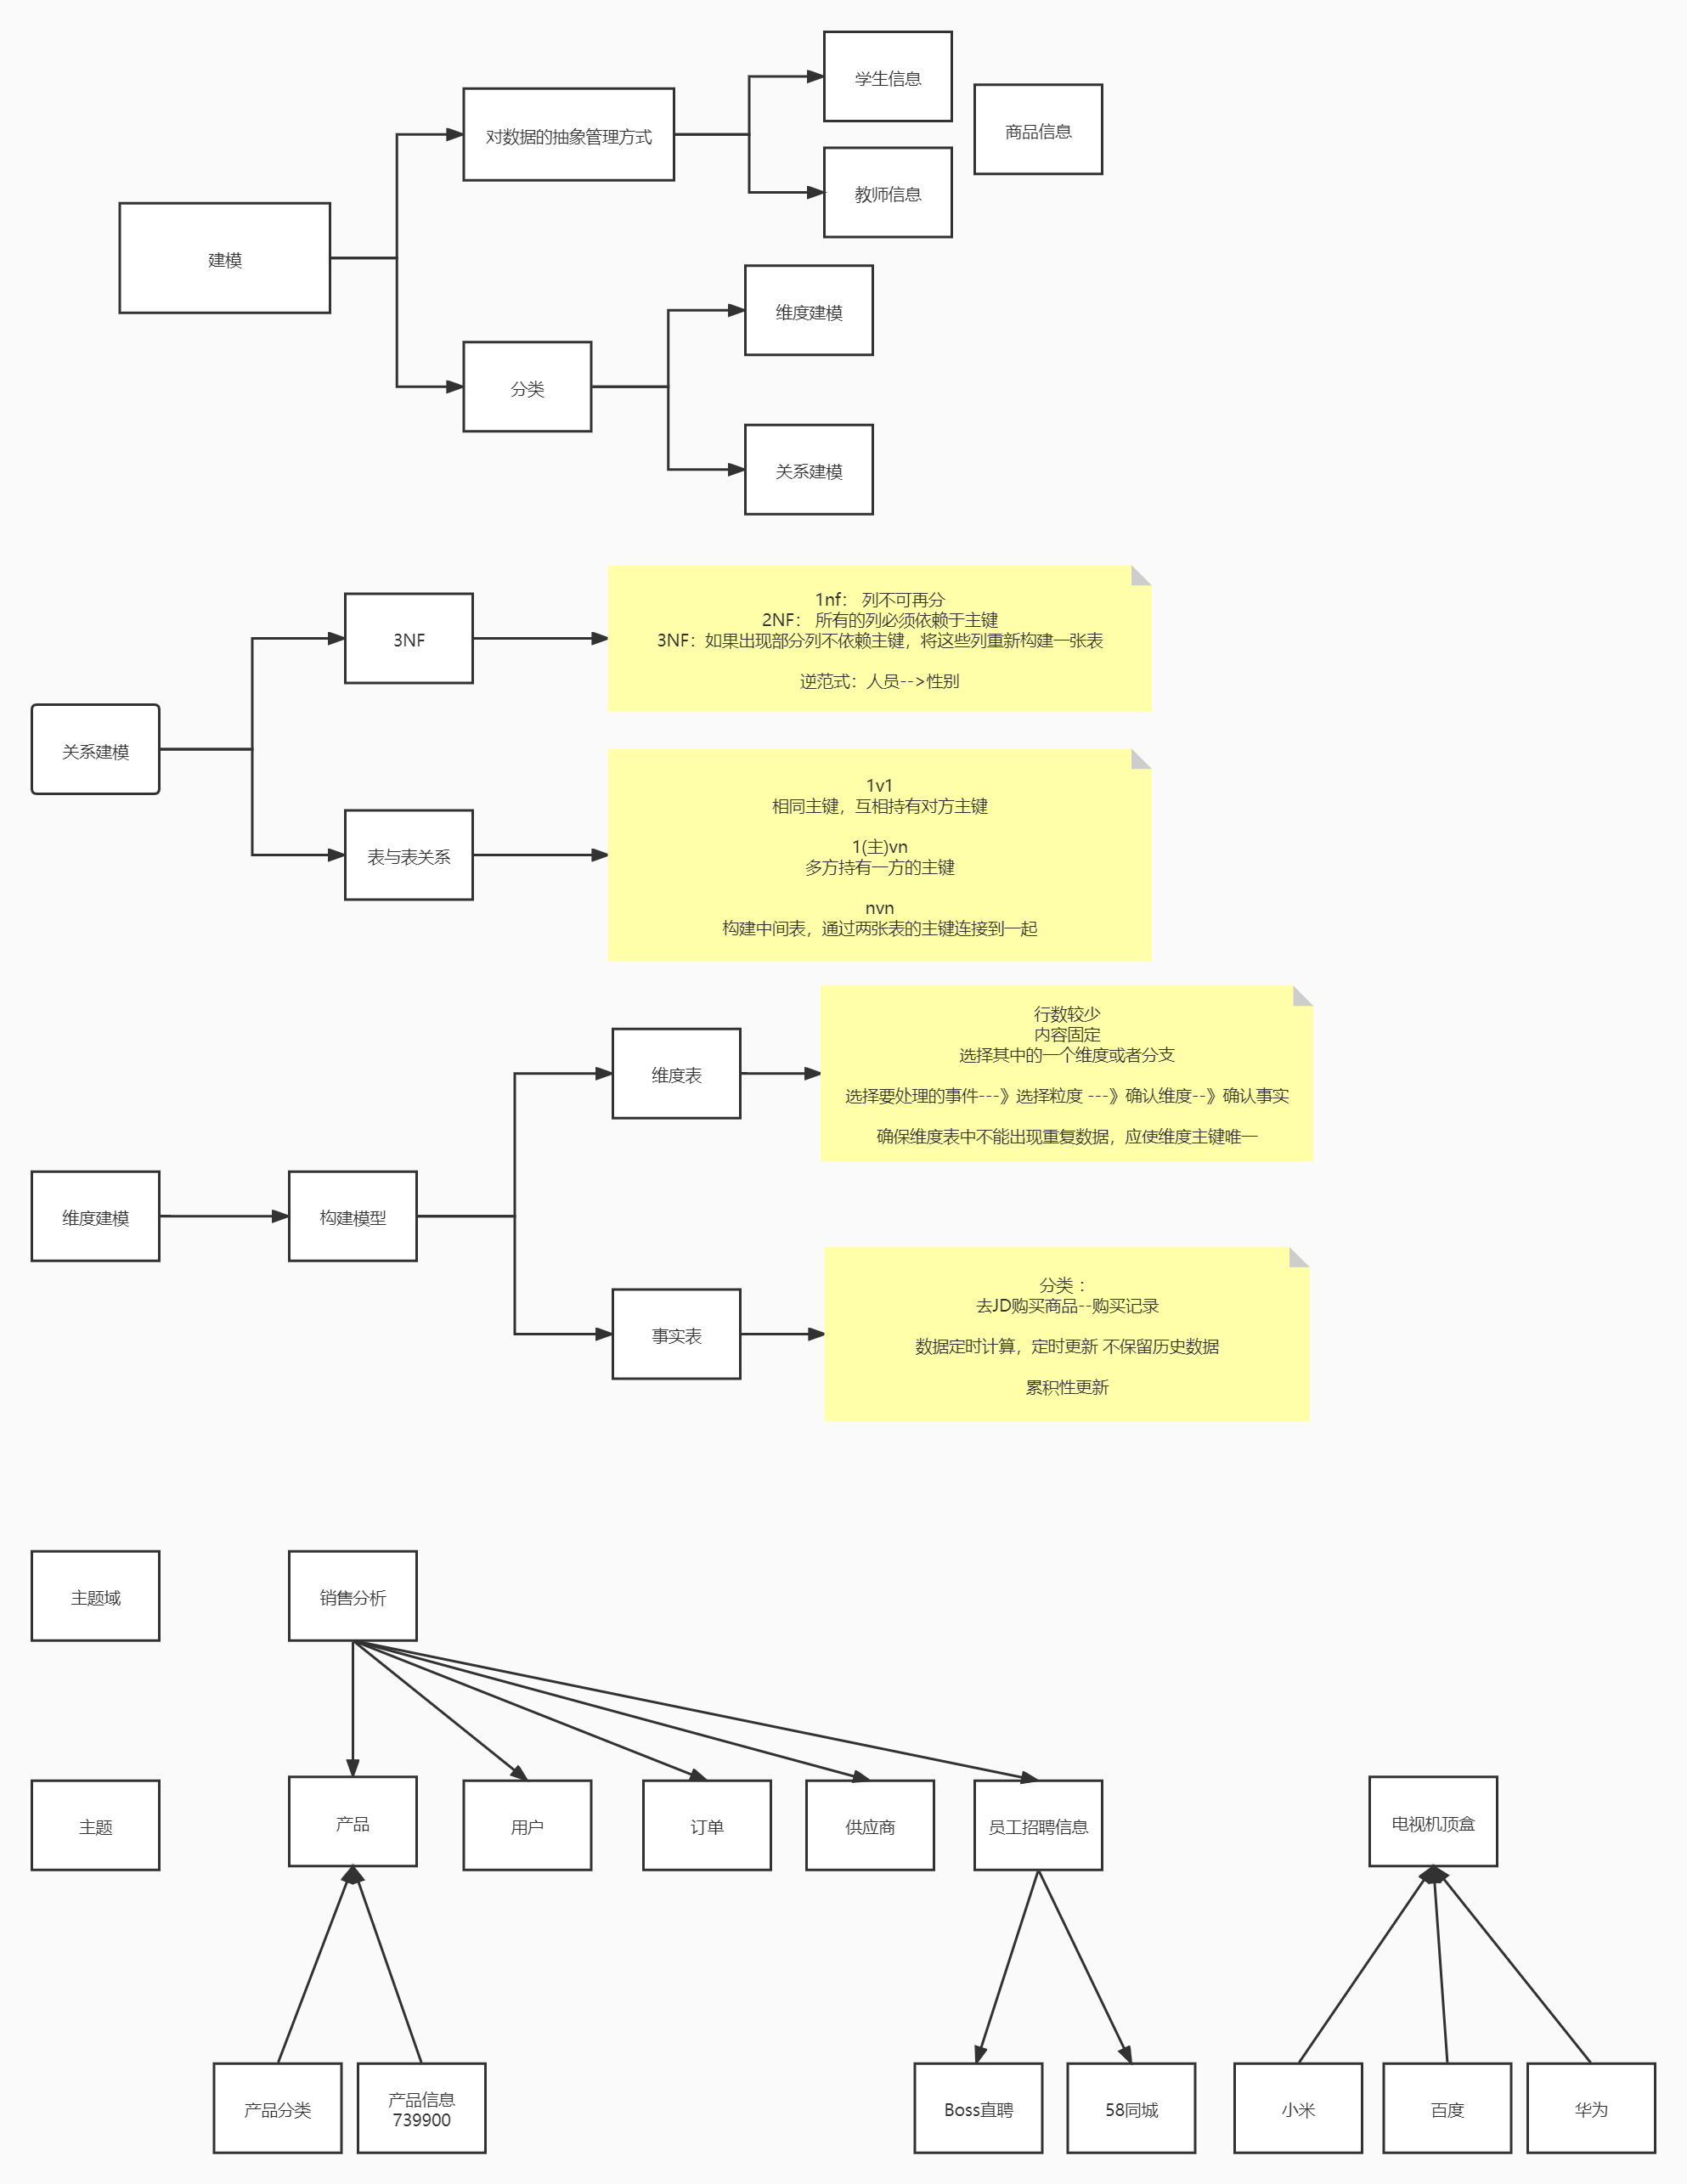 学生信息
商品信息
对数据的抽象管理方式
教师信息
建模
维度建模
分类
关系建模
1nf： 列不可再分
2NF： 所有的列必须依赖于主键
3NF：如果出现部分列不依赖主键，将这些列重新构建一张表
逆范式：人员-->性别
3NF
关系建模
1v1
相同主键，互相持有对方主键
1(主)vn
多方持有一方的主键
nvn
构建中间表，通过两张表的主键连接到一起
表与表关系
行数较少
内容固定
选择其中的一个维度或者分支
选择要处理的事件---》选择粒度 ---》确认维度--》确认事实
确保维度表中不能出现重复数据，应使维度主键唯一
维度表
维度建模
构建模型
分类：
去JD购买商品--购买记录
数据定时计算，定时更新 不保留历史数据
累积性更新
事实表
主题域
销售分析
主题
产品
用户
订单
供应商
员工招聘信息
电视机顶盒
产品分类
产品信息
739900
Boss直聘
58同城
小米
百度
华为